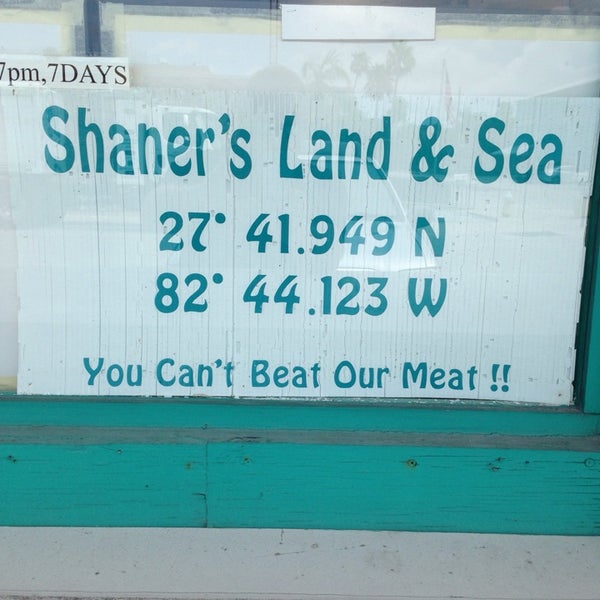 7pm,7DAYS
Shaner's Land & Sea
27° 41.949 N
82° 44.123 W
You Can't Beat Our Meat !!